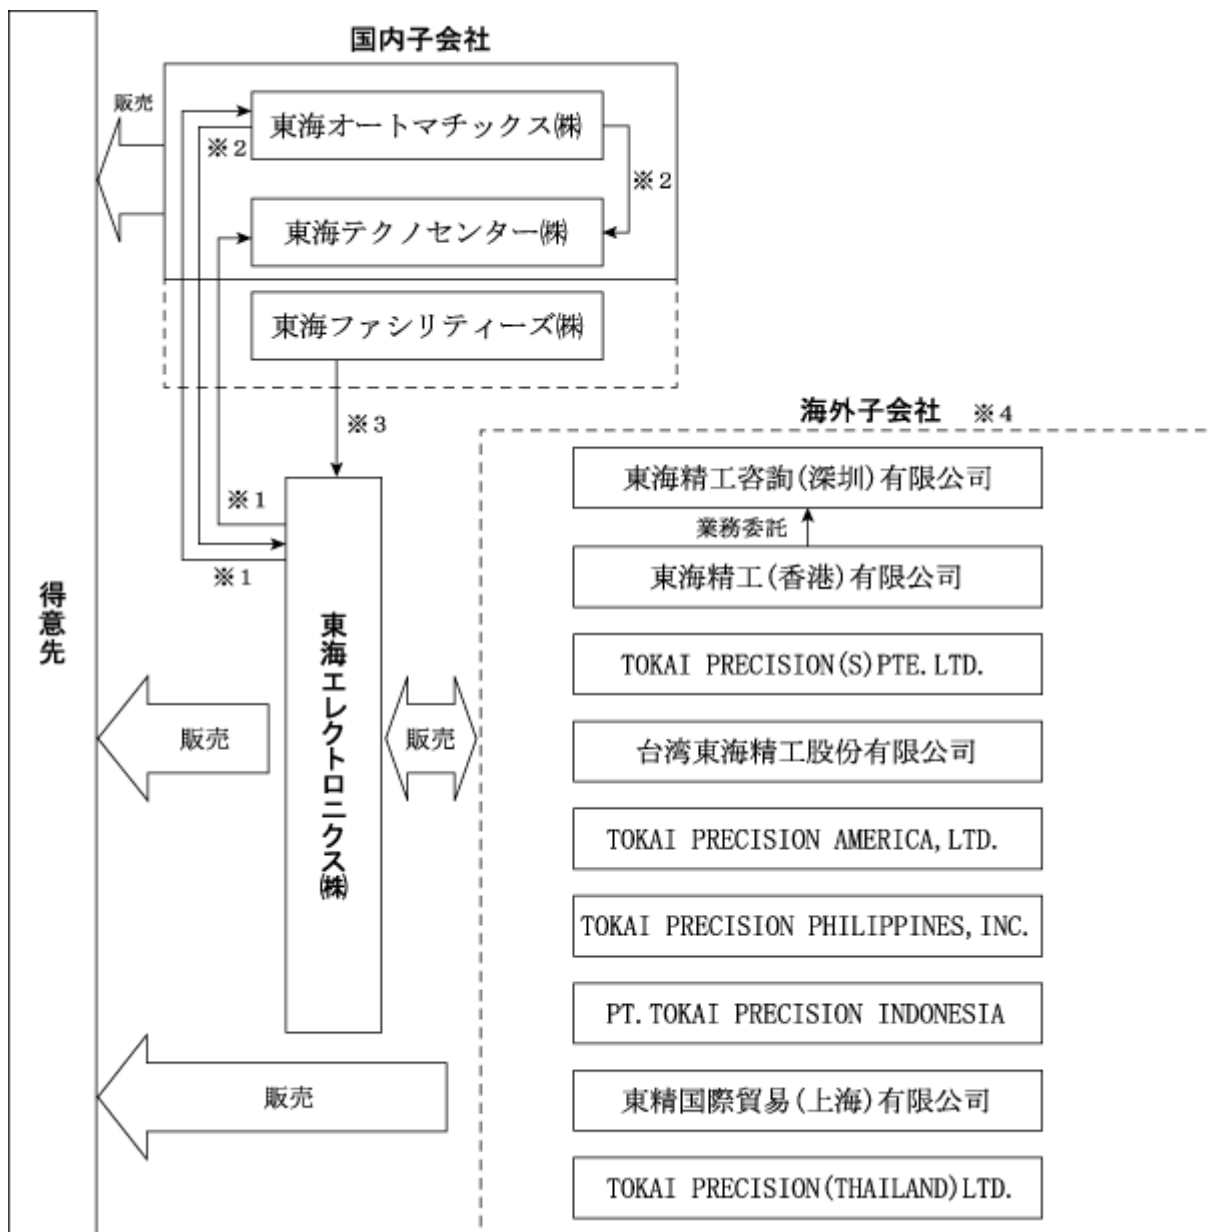 国内子会社
販売
東海オートマチックス㈱
※2
※2
東海テクノセンター㈱
東海ファシリティーズ㈱
※3
海外子会社 ※4
東海精工咨詢(深圳)有限公司
※1
業務委託
東海精工(香港)有限公司
※1
得意先
東海エレクトロニクス㈱
TOKAI PRECISION(S)PTE.LTD.
販売
販売
台湾東海精工股份有限公司
TOKAI PRECISION AMERICA,LTD.
TOKAI PRECISION PHILIPPINES,INC.
PT.TOKAI PRECISION INDONESIA
販売
東精国際貿易(上海)有限公司
TOKAI PRECISION(THAILAND)LTD.